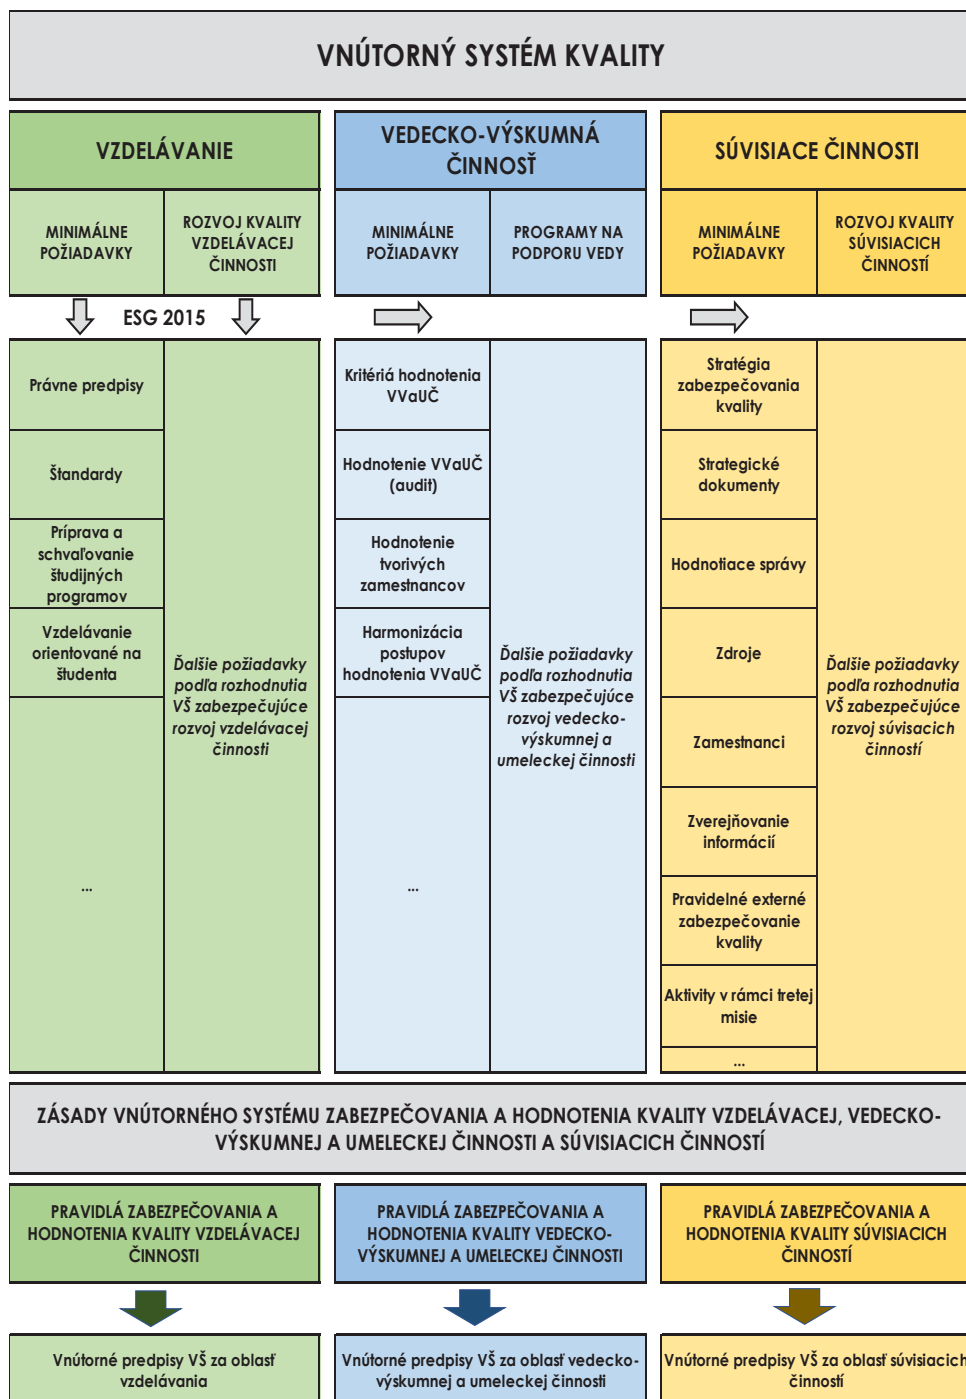 VNÚTORNÝ SYSTÉM KVALITY
VZDELÁVANIE
VEDECKO-VÝSKUMNÁ
ČINNOSŤ
SÚVISIACE ČINNOSTI
MINIMÁLNE
POŽIADAVKY
ROZVOJ KVALITY
VZDELÁVACEJ
ČINNOSTI
MINIMÁLNE
POŽIADAVKY
PROGRAMY NA
PODPORU VEDY
MINIMÁLNE
POŽIADAVKY
ROZVOJ KVALITY
SÚVISIACICH
ČINNOSTÍ
ESG 2015
Právne predpisy
Štandardy
Príprava a
schvaľovanie
študijných
programov
Vzdelávanie
orientované na
študenta
...
Ďalšie požiadavky
podľa rozhodnutia
VŠ zabezpečujúce
rozvoj vzdelávacej
činnosti
Kritériá hodnotenia
VVaUČ
Hodnotenie VVaUČ
(audit)
Hodnotenie
tvorivých
zamestnancov
Harmonizácia
postupov
hodnotenia VVaUČ
...
Ďalšie požiadavky
podľa rozhodnutia
VŠ zabezpečujúce
rozvoj vedecko-
výskumnej a
umeleckej činnosti
Stratégia
zabezpečovania
kvality
Strategické
dokumenty
Hodnotiace správy
Zdroje
Zamestnanci
Zverejňovanie
informácií
Pravidelné externé
zabezpečovanie
kvality
Aktivity v rámci tretej
misie
...
Ďalšie požiadavky
podľa rozhodnutia
VŠ zabezpečujúce
rozvoj súvisacich
činností
ZÁSADY VNÚTORNÉHO SYSTÉMU ZABEZPEČOVANIA A HODNOTENIA KVALITY VZDELÁVACEJ, VEDECKO-
VÝSKUMNEJ A UMELECKEJ ČINNOSTI A SÚVISIACICH ČINNOSTÍ
PRAVIDLÁ ZABEZPEČOVANIA A
HODNOTENIA KVALITY VZDELÁVACEJ
ČINNOSTI
PRAVIDLÁ ZABEZPEČOVANIA A
HODNOTENIA KVALITY VEDECKO-
VÝSKUMNEJ A UMELECKEJ ČINNOSTI
PRAVIDLÁ ZABEZPEČOVANIA A
HODNOTENIA KVALITY SÚVISIACICH
ČINNOSTÍ
Vnútorné predpisy VŠ za oblasť
vzdelávania
Vnútorné predpisy VŠ za oblasť vedecko-
výskumnej a umeleckej činnosti
Vnútorné predpisy VŠ za oblasť súvisiacich
činností